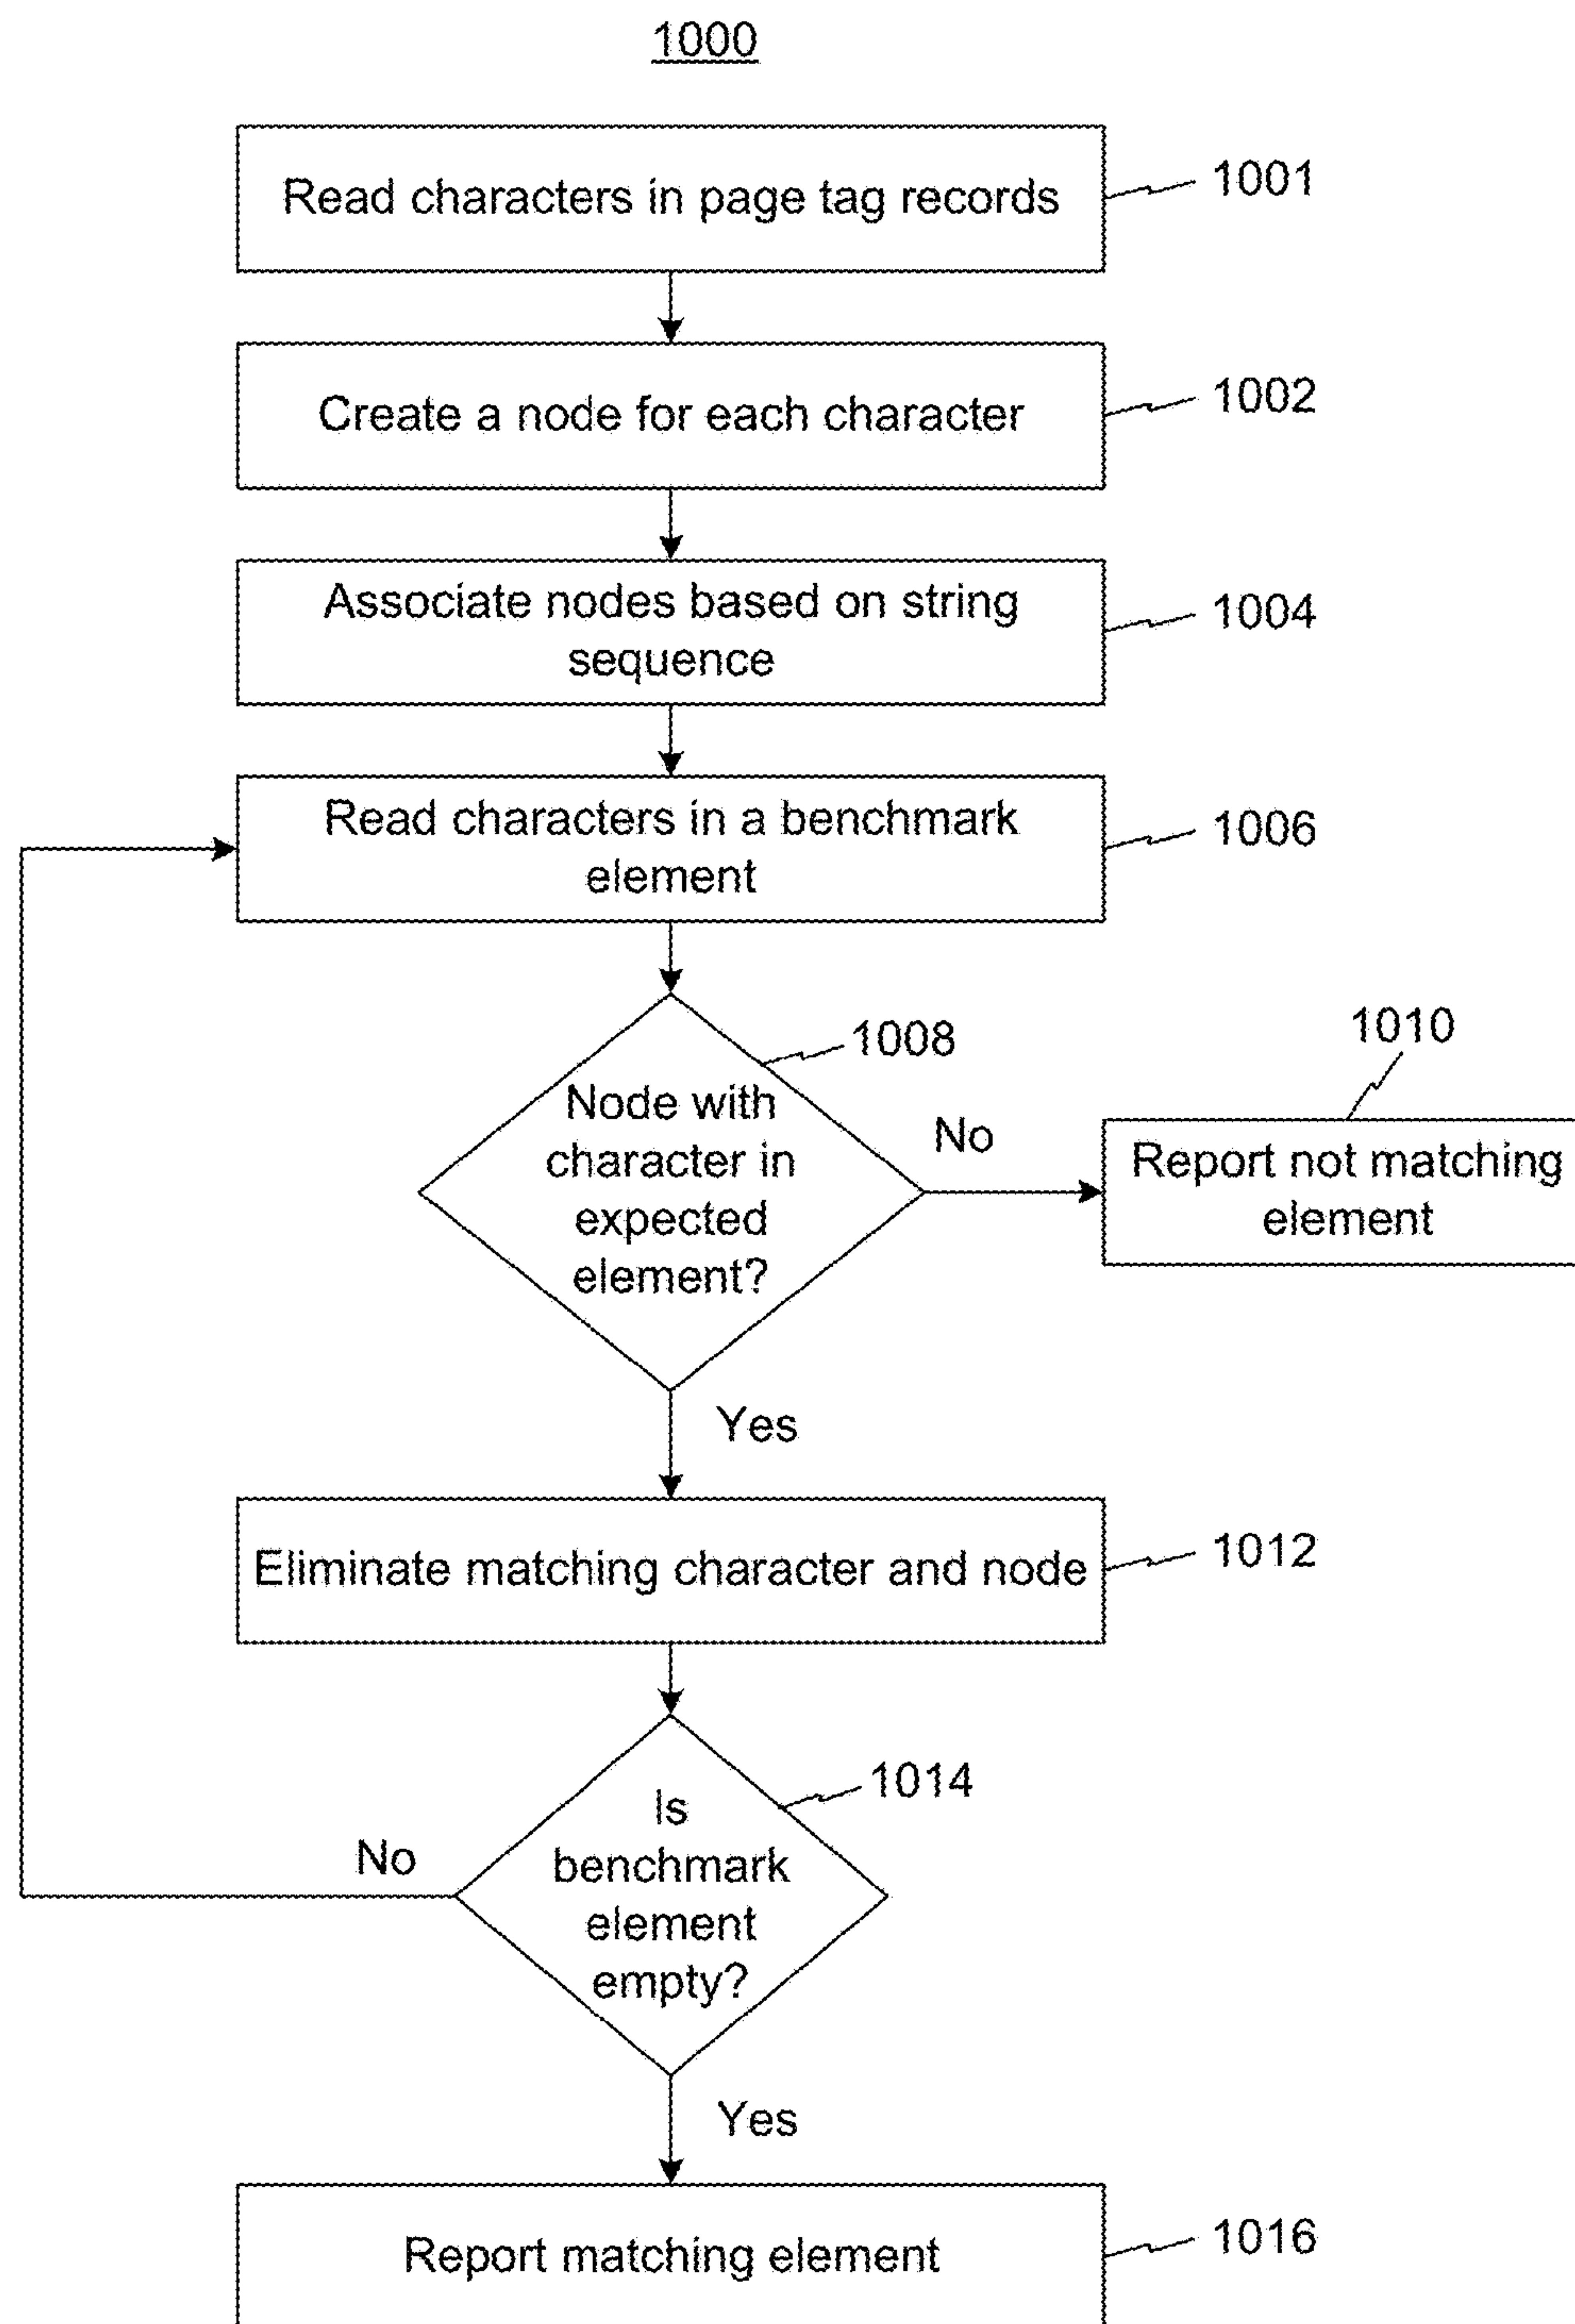 1000
Read characters in page tag records
1001
Create a node for each character
1002
Associate nodes based on string
sequence
1004
Read characters in a benchmark
element
1006
1008
Node with
character in
expected
element?
No
1010
Report not matching
element
Yes
Eliminate matching character and node
1012
1014
Is
benchmark
element
empty?
No
Yes
Report matching element
1016